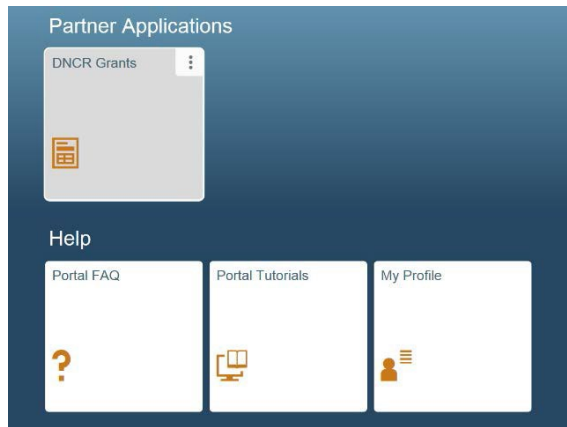 Partner Applications
DNCR Grants
Help
Portal FAQ
Portal Tutorials
My Profile